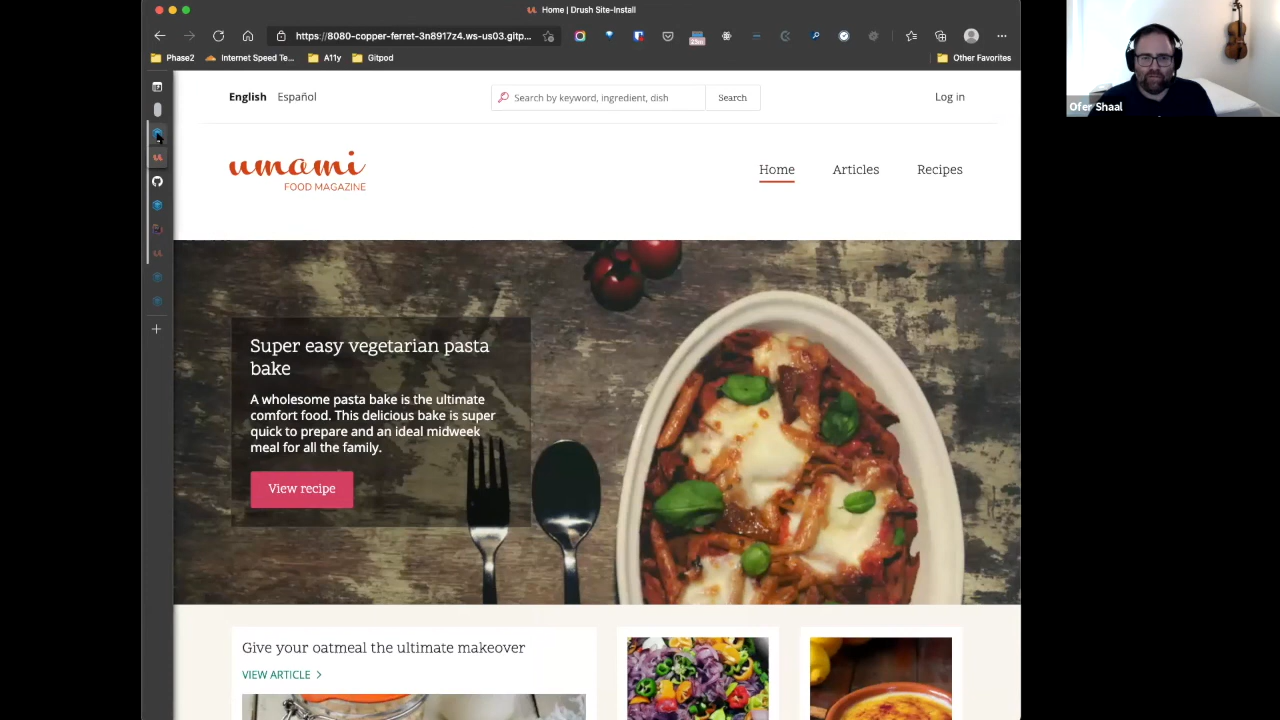 Home | Drush Site-Install
https://8080-copper-ferret-3n8917z4.ws-us03.gitp...
Phase2
Internet Speed Te...
A11y
Gitpod
Other Favorites
English
Español
Search by keyword, ingredient, dish
Search
Log in
umami
FOOD MAGAZINE
Home
Articles
Recipes
Super easy vegetarian pasta
bake
A wholesome pasta bake is the ultimate
comfort food. This delicious bake is super
quick to prepare and an ideal midweek
meal for all the family.
View recipe
Give your oatmeal the ultimate makeover
VIEW ARTICLE
Ofer Shaal